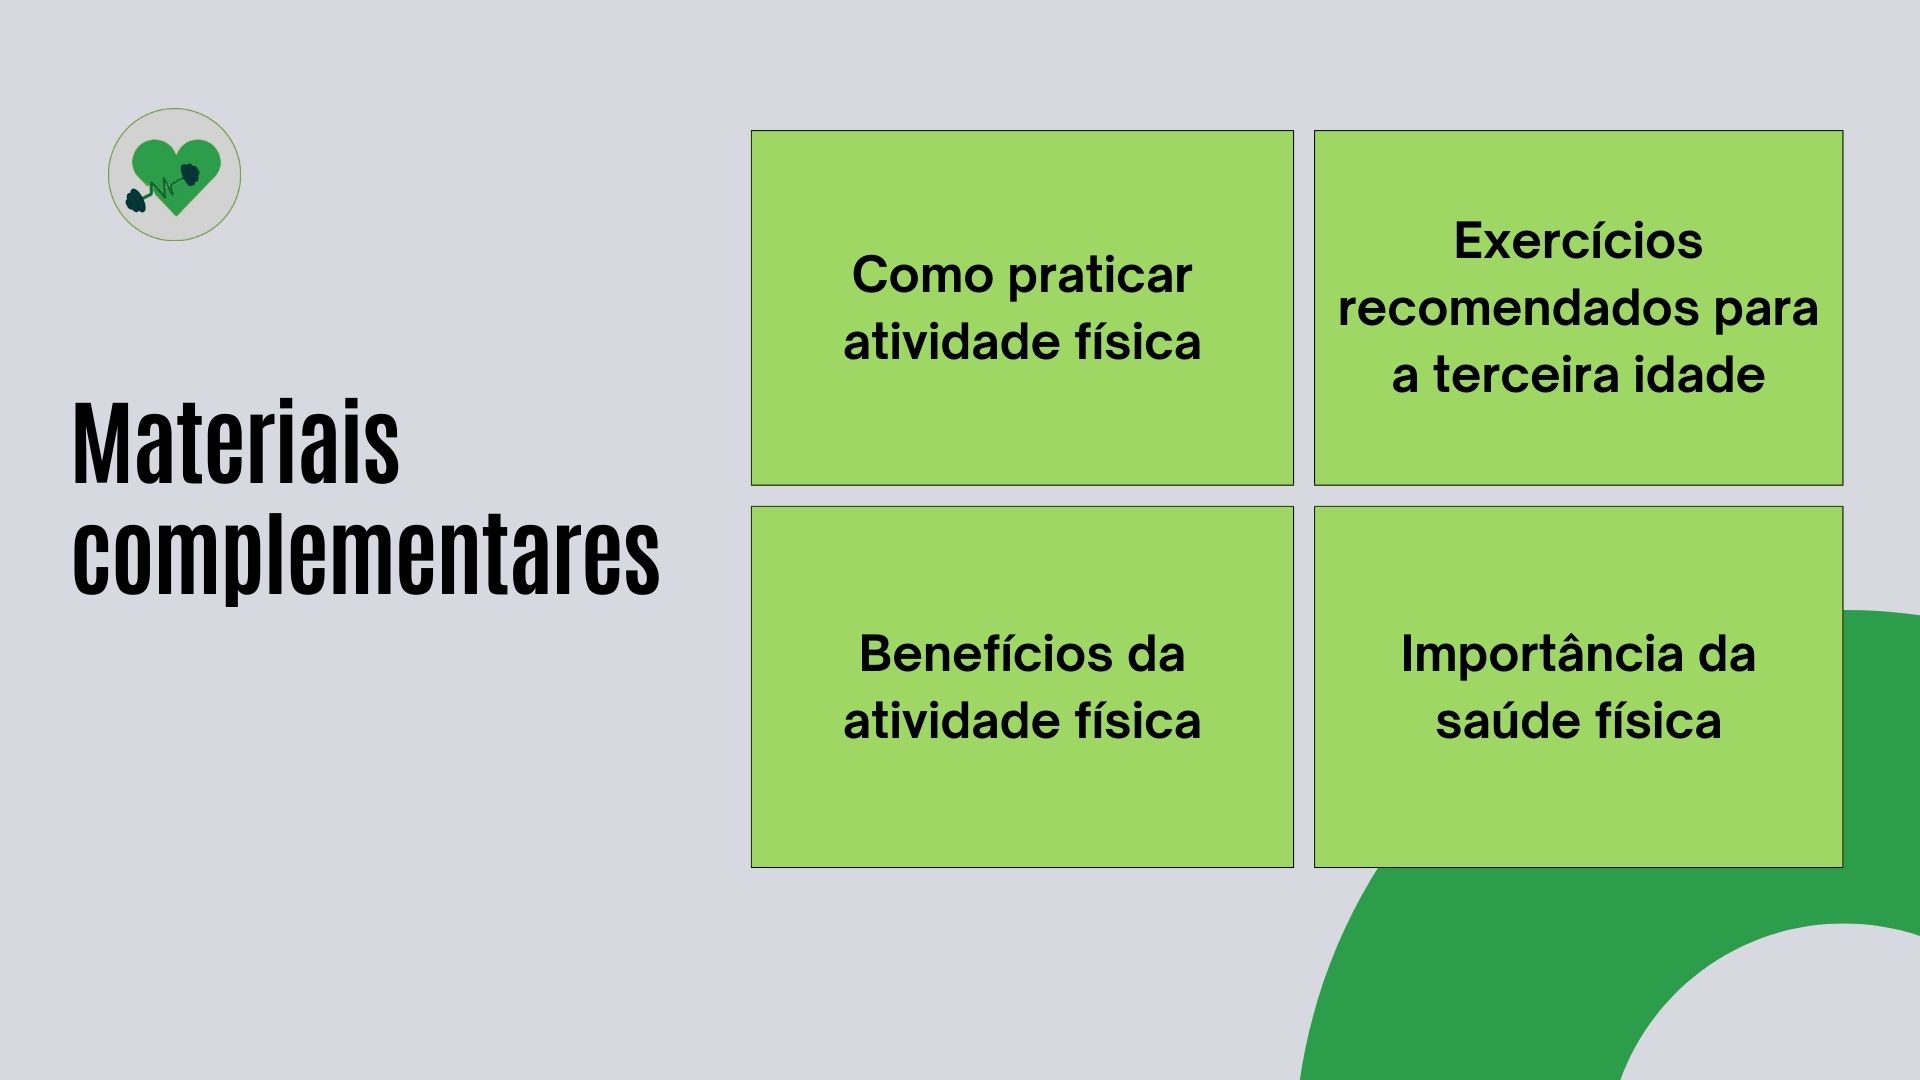 Materiais
complementares
Como praticar
atividade física
Exercícios
recomendados para
a terceira idade
Benefícios da
atividade física
Importância da
saúde física